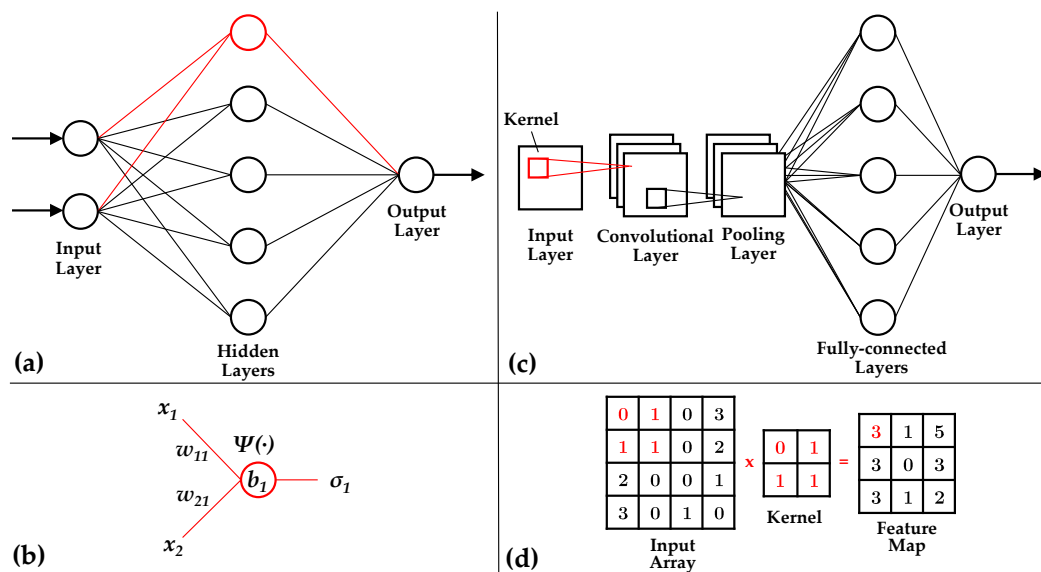 Input
Layer
Hidden
Layers
Output
Layer
(a)
Kernel
Input
Layer
Convolutional
Layer
Pooling
Layer
Fully-connected
Layers
Output
Layer
(c)
x1
w11
Ψ(·)
b1
σ1
w21
x2
(b)
0 1 0 3
1 1 0 2
2 0 0 1
3 0 1 0
Input
Array
x
0 1
1 1
Kernel
=
3 1 5
3 0 3
3 1 2
Feature
Map
(d)